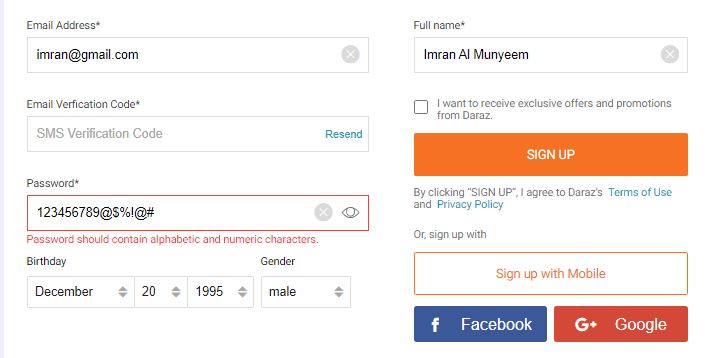 Email Address*
imran@gmail.com
Email Verfication Code*
SMS Verification Code Resend
Password*
123456789@$%!@#
Password should contain alphabetic and numeric characters.
Birthday Gender
December 20 1995 male
Full name*
Imran Al Munyeem
I want to receive exclusive offers and promotions
from Daraz.
SIGN UP
By clicking “SIGN UP”, I agree to Daraz's Terms of Use
and Privacy Policy
Or, sign up with
Sign up with Mobile
f Facebook G+ Google